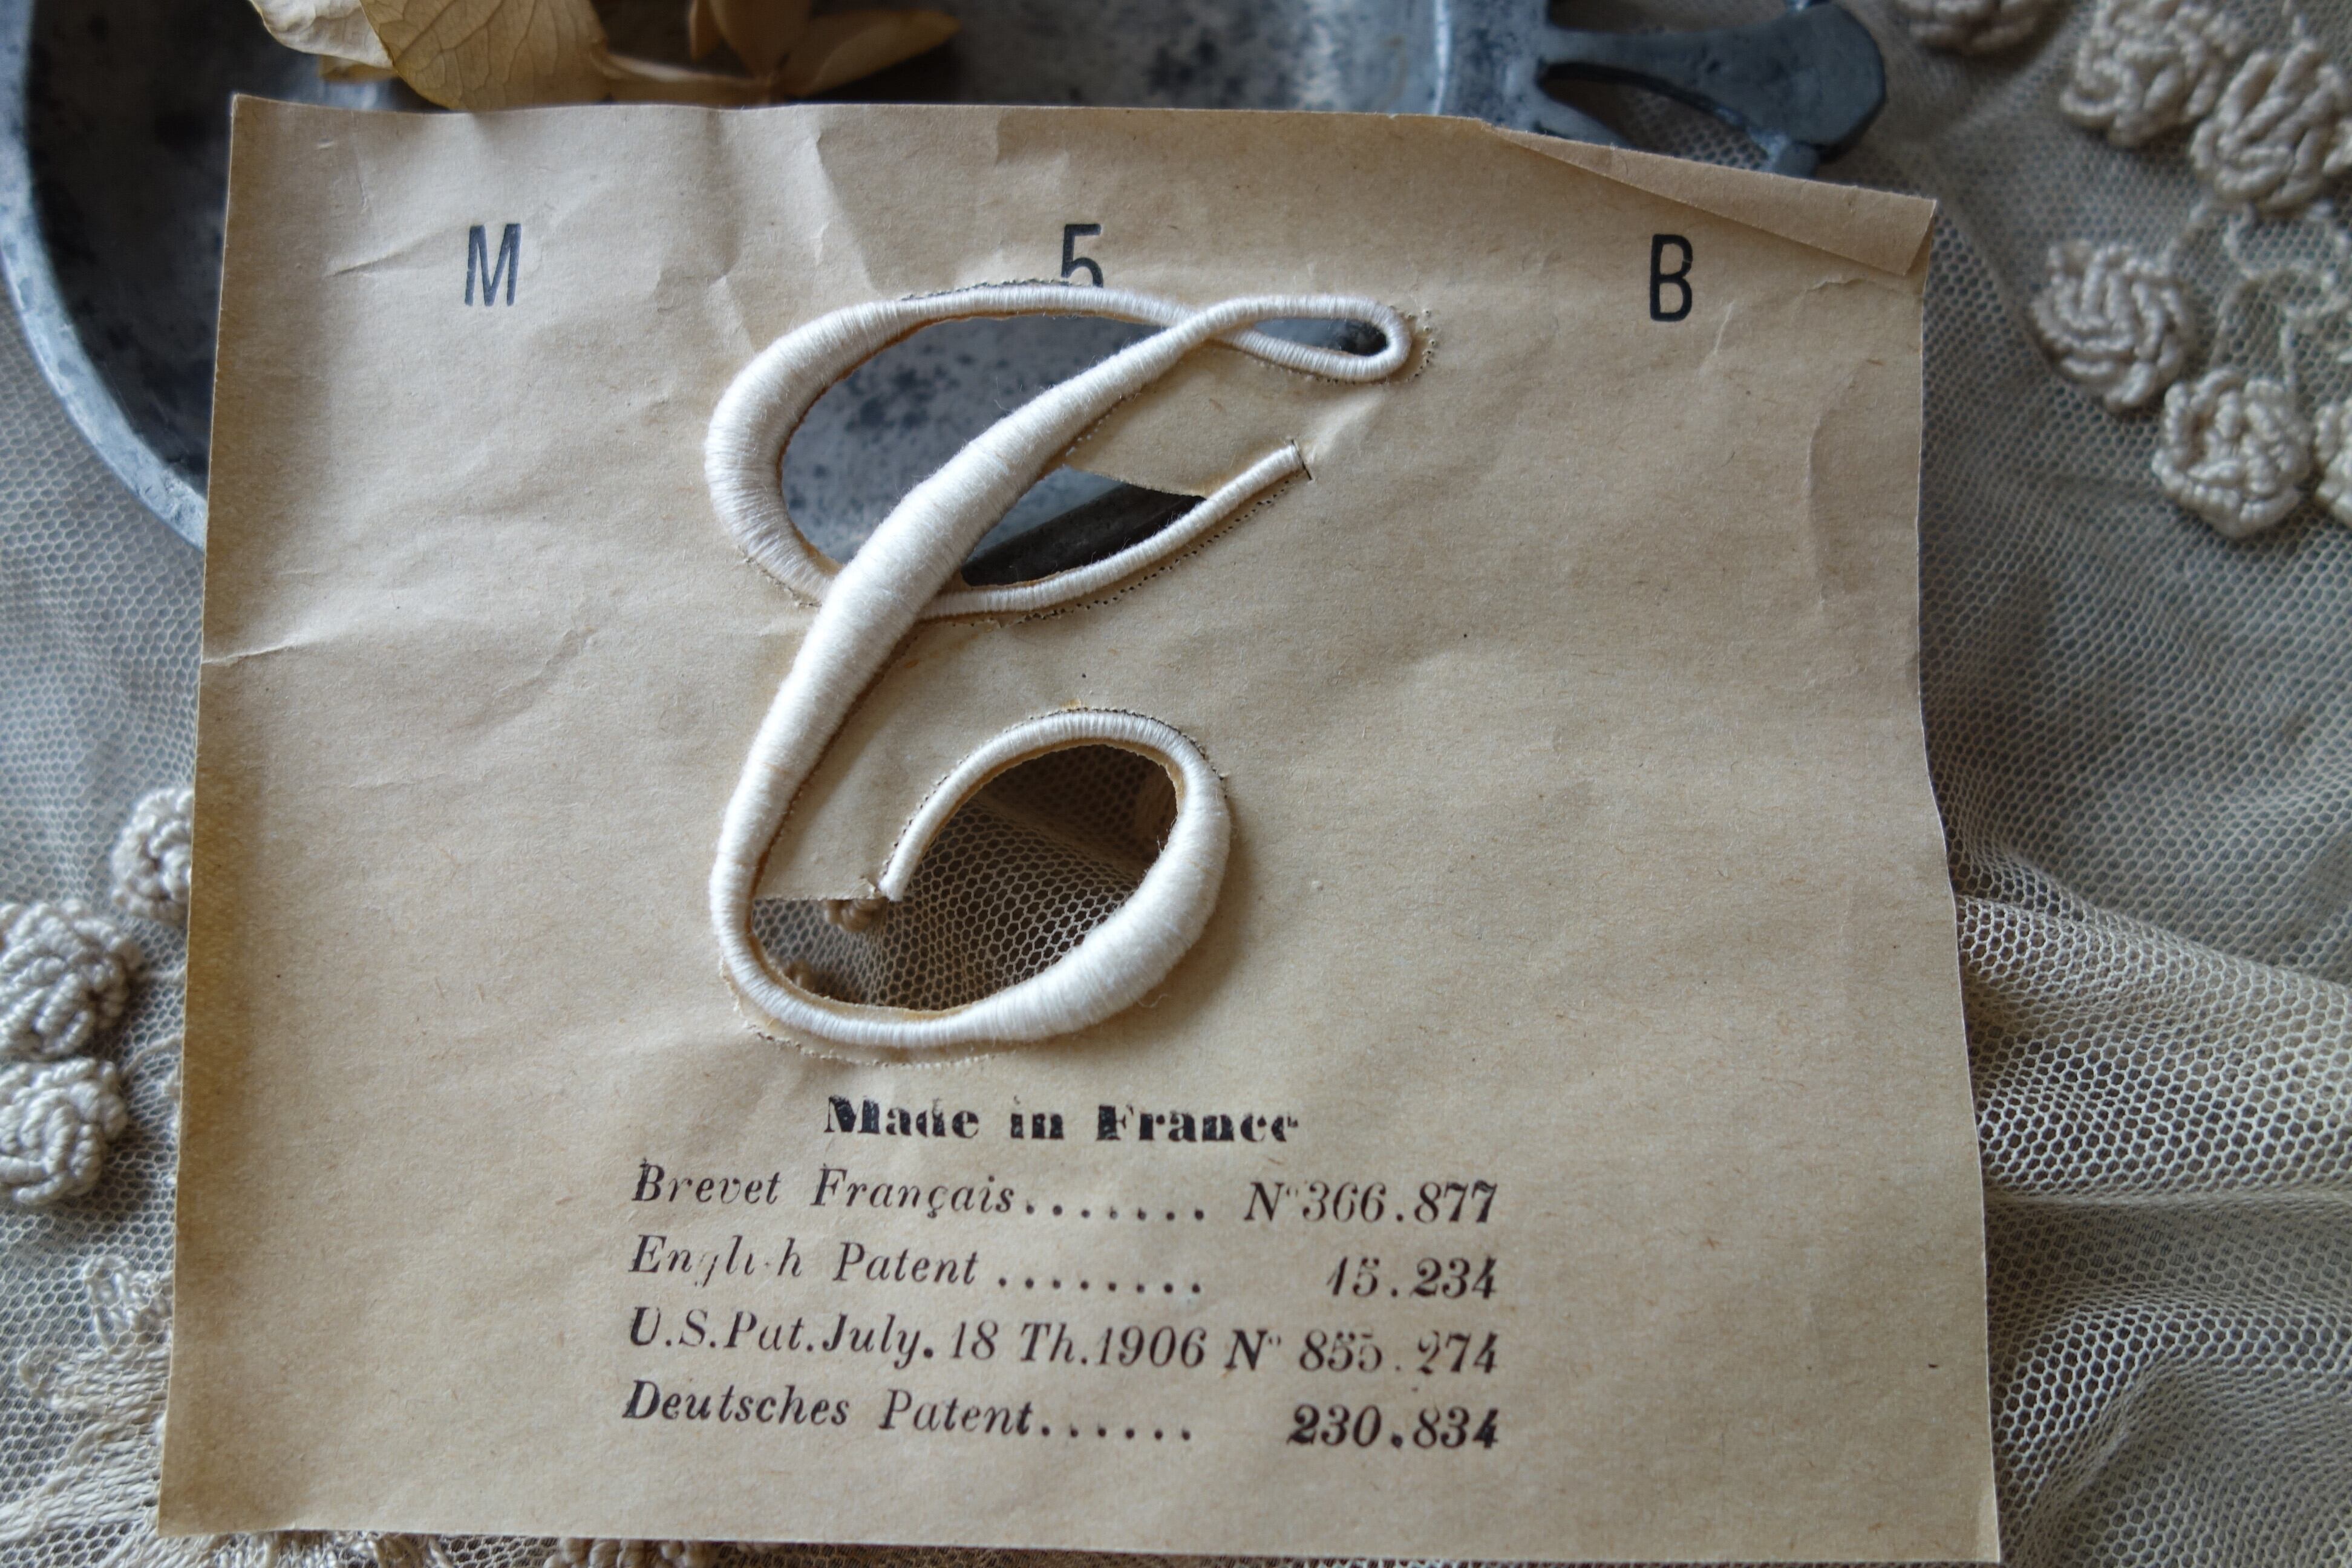 M 5 B
C
Made in France
Brevet Français....... N° 366.877
English Patent ........ 15.234
U.S.Pat.July. 18 Th.1906 N° 855.274
Deutsches Patent...... 230.834